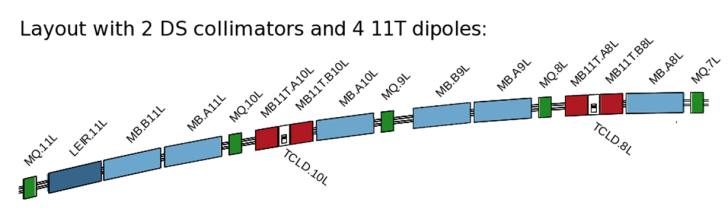 Layout with 2 DS collimators and 4 11T dipoles:
MQ.11L
LEIR.11L
MB.B11L
MB.A11L
MQ.10L
MB11T.A10L
MB11T.B10L
TCLD.10L
MB.A10L
MQ.9L
MB.B9L
MB.A9L
MQ.8L
MB11T.A8L
MB11T.B8L
TCLD.8L
MB.A8L
MQ.7L